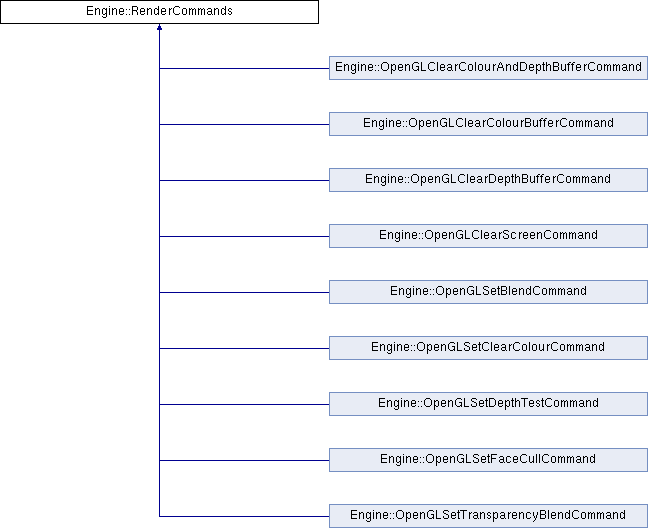 Engine::RenderCommands
Engine::OpenGLClearColourAndDepthBufferCommand
Engine::OpenGLClearColourBufferCommand
Engine::OpenGLClearDepthBufferCommand
Engine::OpenGLClearScreenCommand
Engine::OpenGLSetBlendCommand
Engine::OpenGLSetClearColourCommand
Engine::OpenGLSetDepthTestCommand
Engine::OpenGLSetFaceCullCommand
Engine::OpenGLSetTransparencyBlendCommand